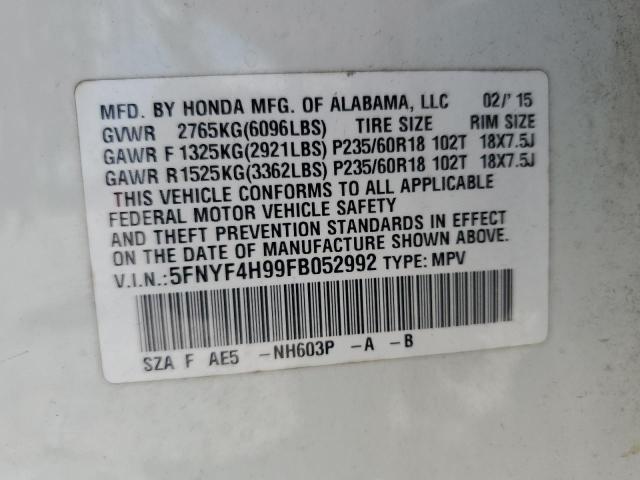 MFD. BY HONDA MFG. OF ALABAMA, LLC 02/'15
GVWR 2765KG(6096LBS) TIRE SIZE RIM SIZE
GAWR F 1325KG(2921LBS) P235/60R18 102T 18X7.5J
GAWR R1525KG(3362LBS) P235/60R18 102T 18X7.5J
THIS VEHICLE CONFORMS TO ALL APPLICABLE
FEDERAL MOTOR VEHICLE SAFETY
AND THEFT PREVENTION STANDARDS IN EFFECT
ON THE DATE OF MANUFACTURE SHOWN ABOVE.
V.I.N.:5FNYF4H99FB052992 TYPE: MPV
SZA F AE5 -NH603P -A -B